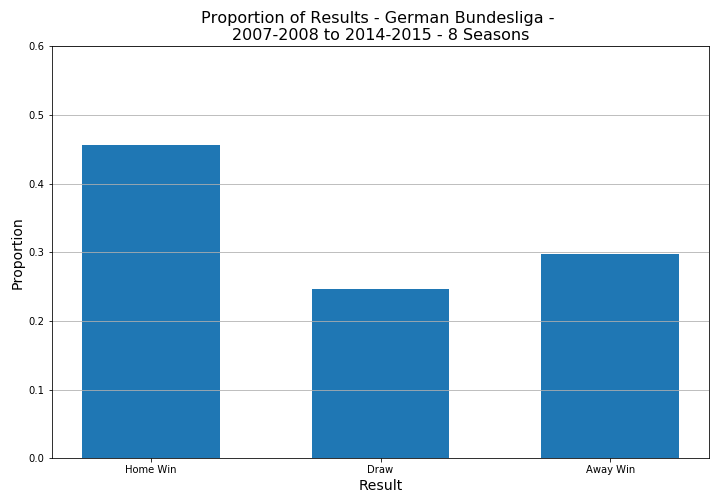 Proportion of Results - German Bundesliga -
2007-2008 to 2014-2015 - 8 Seasons
0.6
0.5
0.4
0.3
0.2
0.1
0.0
Proportion
Home Win
Draw
Away Win
Result